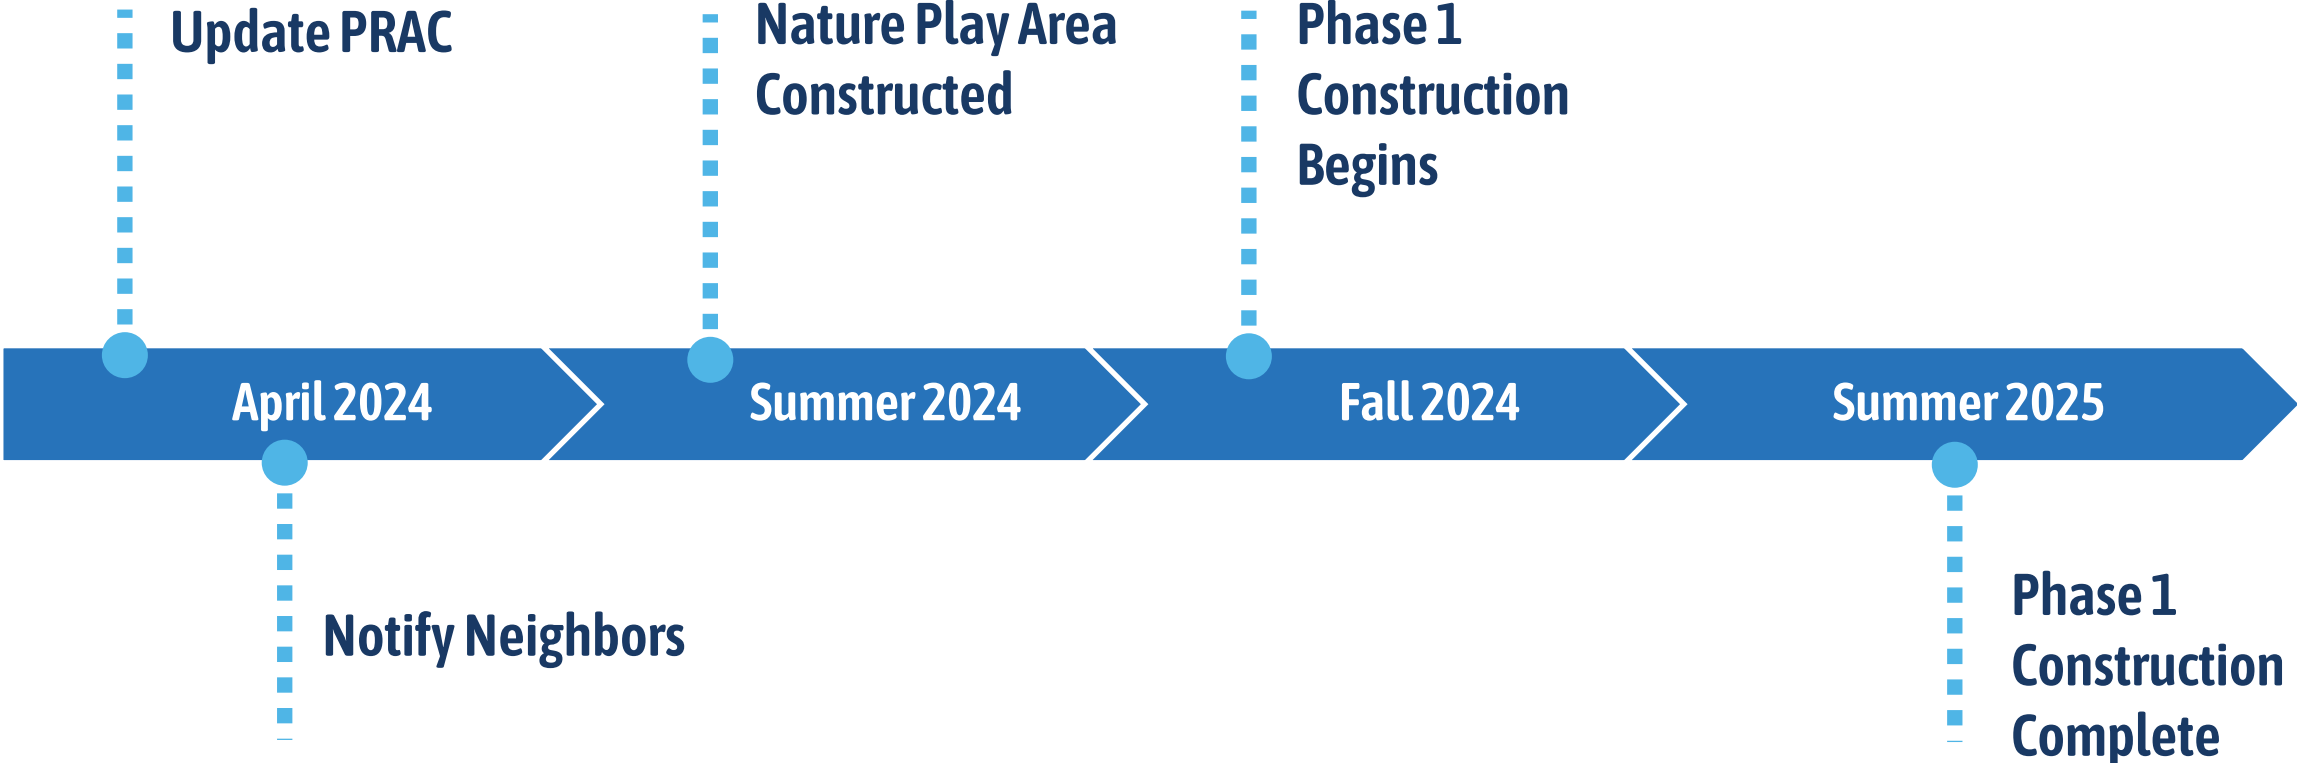 Update PRAC
Nature Play Area
Constructed
Phase 1
Construction
Begins
April 2024
Summer 2024
Fall 2024
Summer 2025
Notify Neighbors
Phase 1
Construction
Complete